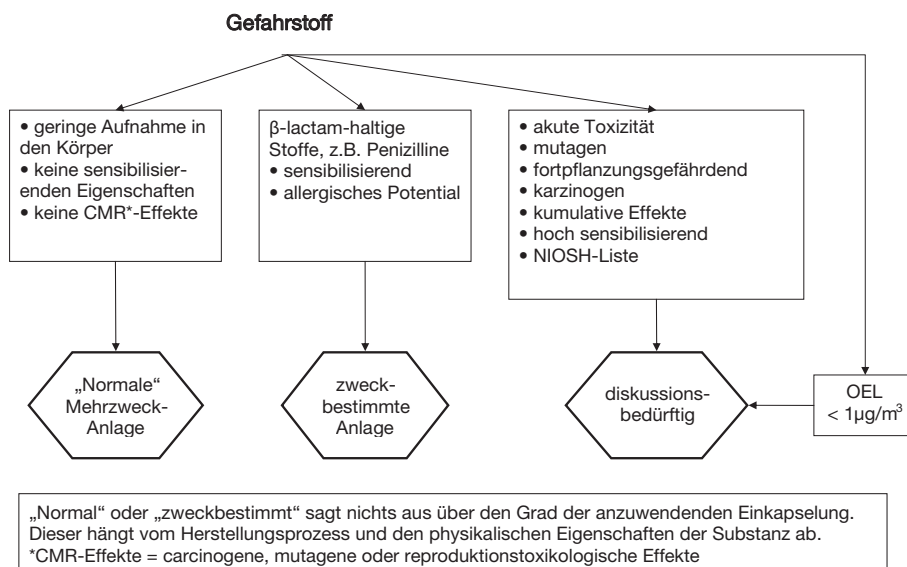 Gefahrstoff
• geringe Aufnahme in
den Körper
• keine sensibilisier-
enden Eigenschaften
• keine CMR*-Effekte
β-lactam-haltige
Stoffe, z.B. Penizilline
• sensibilisierend
• allergisches Potential
• akute Toxizität
• mutagen
• fortpflanzungsgefährdend
• karzinogen
• kumulative Effekte
• hoch sensibilisierend
• NIOSH-Liste
„Normale“
Mehrzweck-
Anlage
zweck-
bestimmte
Anlage
diskussions-
bedürftig
OEL
< 1µg/m³
„Normal“ oder „zweckbestimmt“ sagt nichts aus über den Grad der anzuwendenden Einkapselung.
Dieser hängt vom Herstellungsprozess und den physikalischen Eigenschaften der Substanz ab.
*CMR-Effekte = carcinogene, mutagene oder reproduktionstoxikologische Effekte